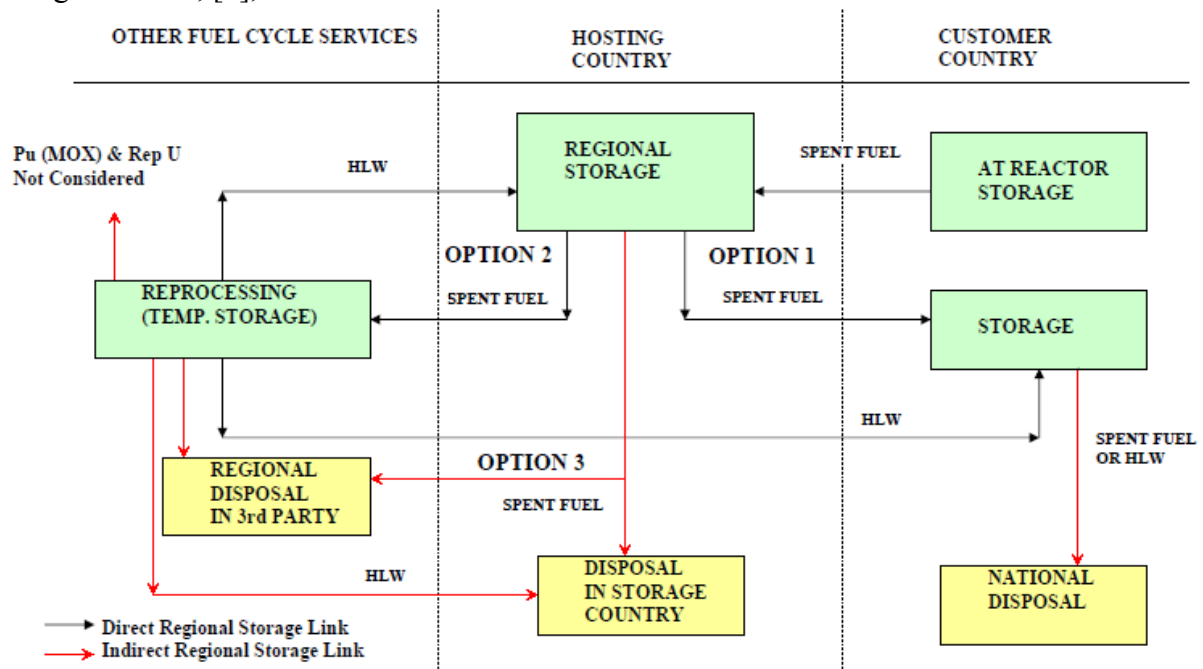 OTHER FUEL CYCLE SERVICES
HOSTING
COUNTRY
CUSTOMER
COUNTRY
Pu (MOX) & Rep U
Not Considered
HLW
REGIONAL
STORAGE
SPENT FUEL
AT REACTOR
STORAGE
OPTION 2
OPTION 1
REPROCESSING
(TEMP. STORAGE)
SPENT FUEL
SPENT FUEL
STORAGE
HLW
SPENT FUEL
OR HLW
REGIONAL
DISPOSAL
IN 3rd PARTY
OPTION 3
SPENT FUEL
HLW
DISPOSAL
IN STORAGE
COUNTRY
NATIONAL
DISPOSAL
Direct Regional Storage Link
Indirect Regional Storage Link